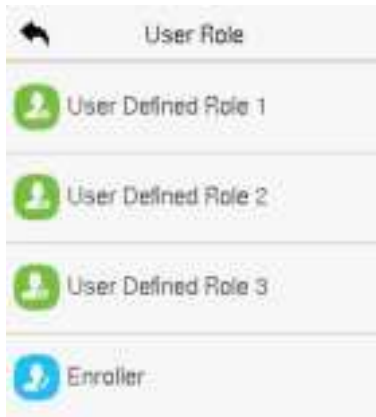 User Role
User Defined Role 1
User Defined Role 2
User Defined Role 3
Enroller